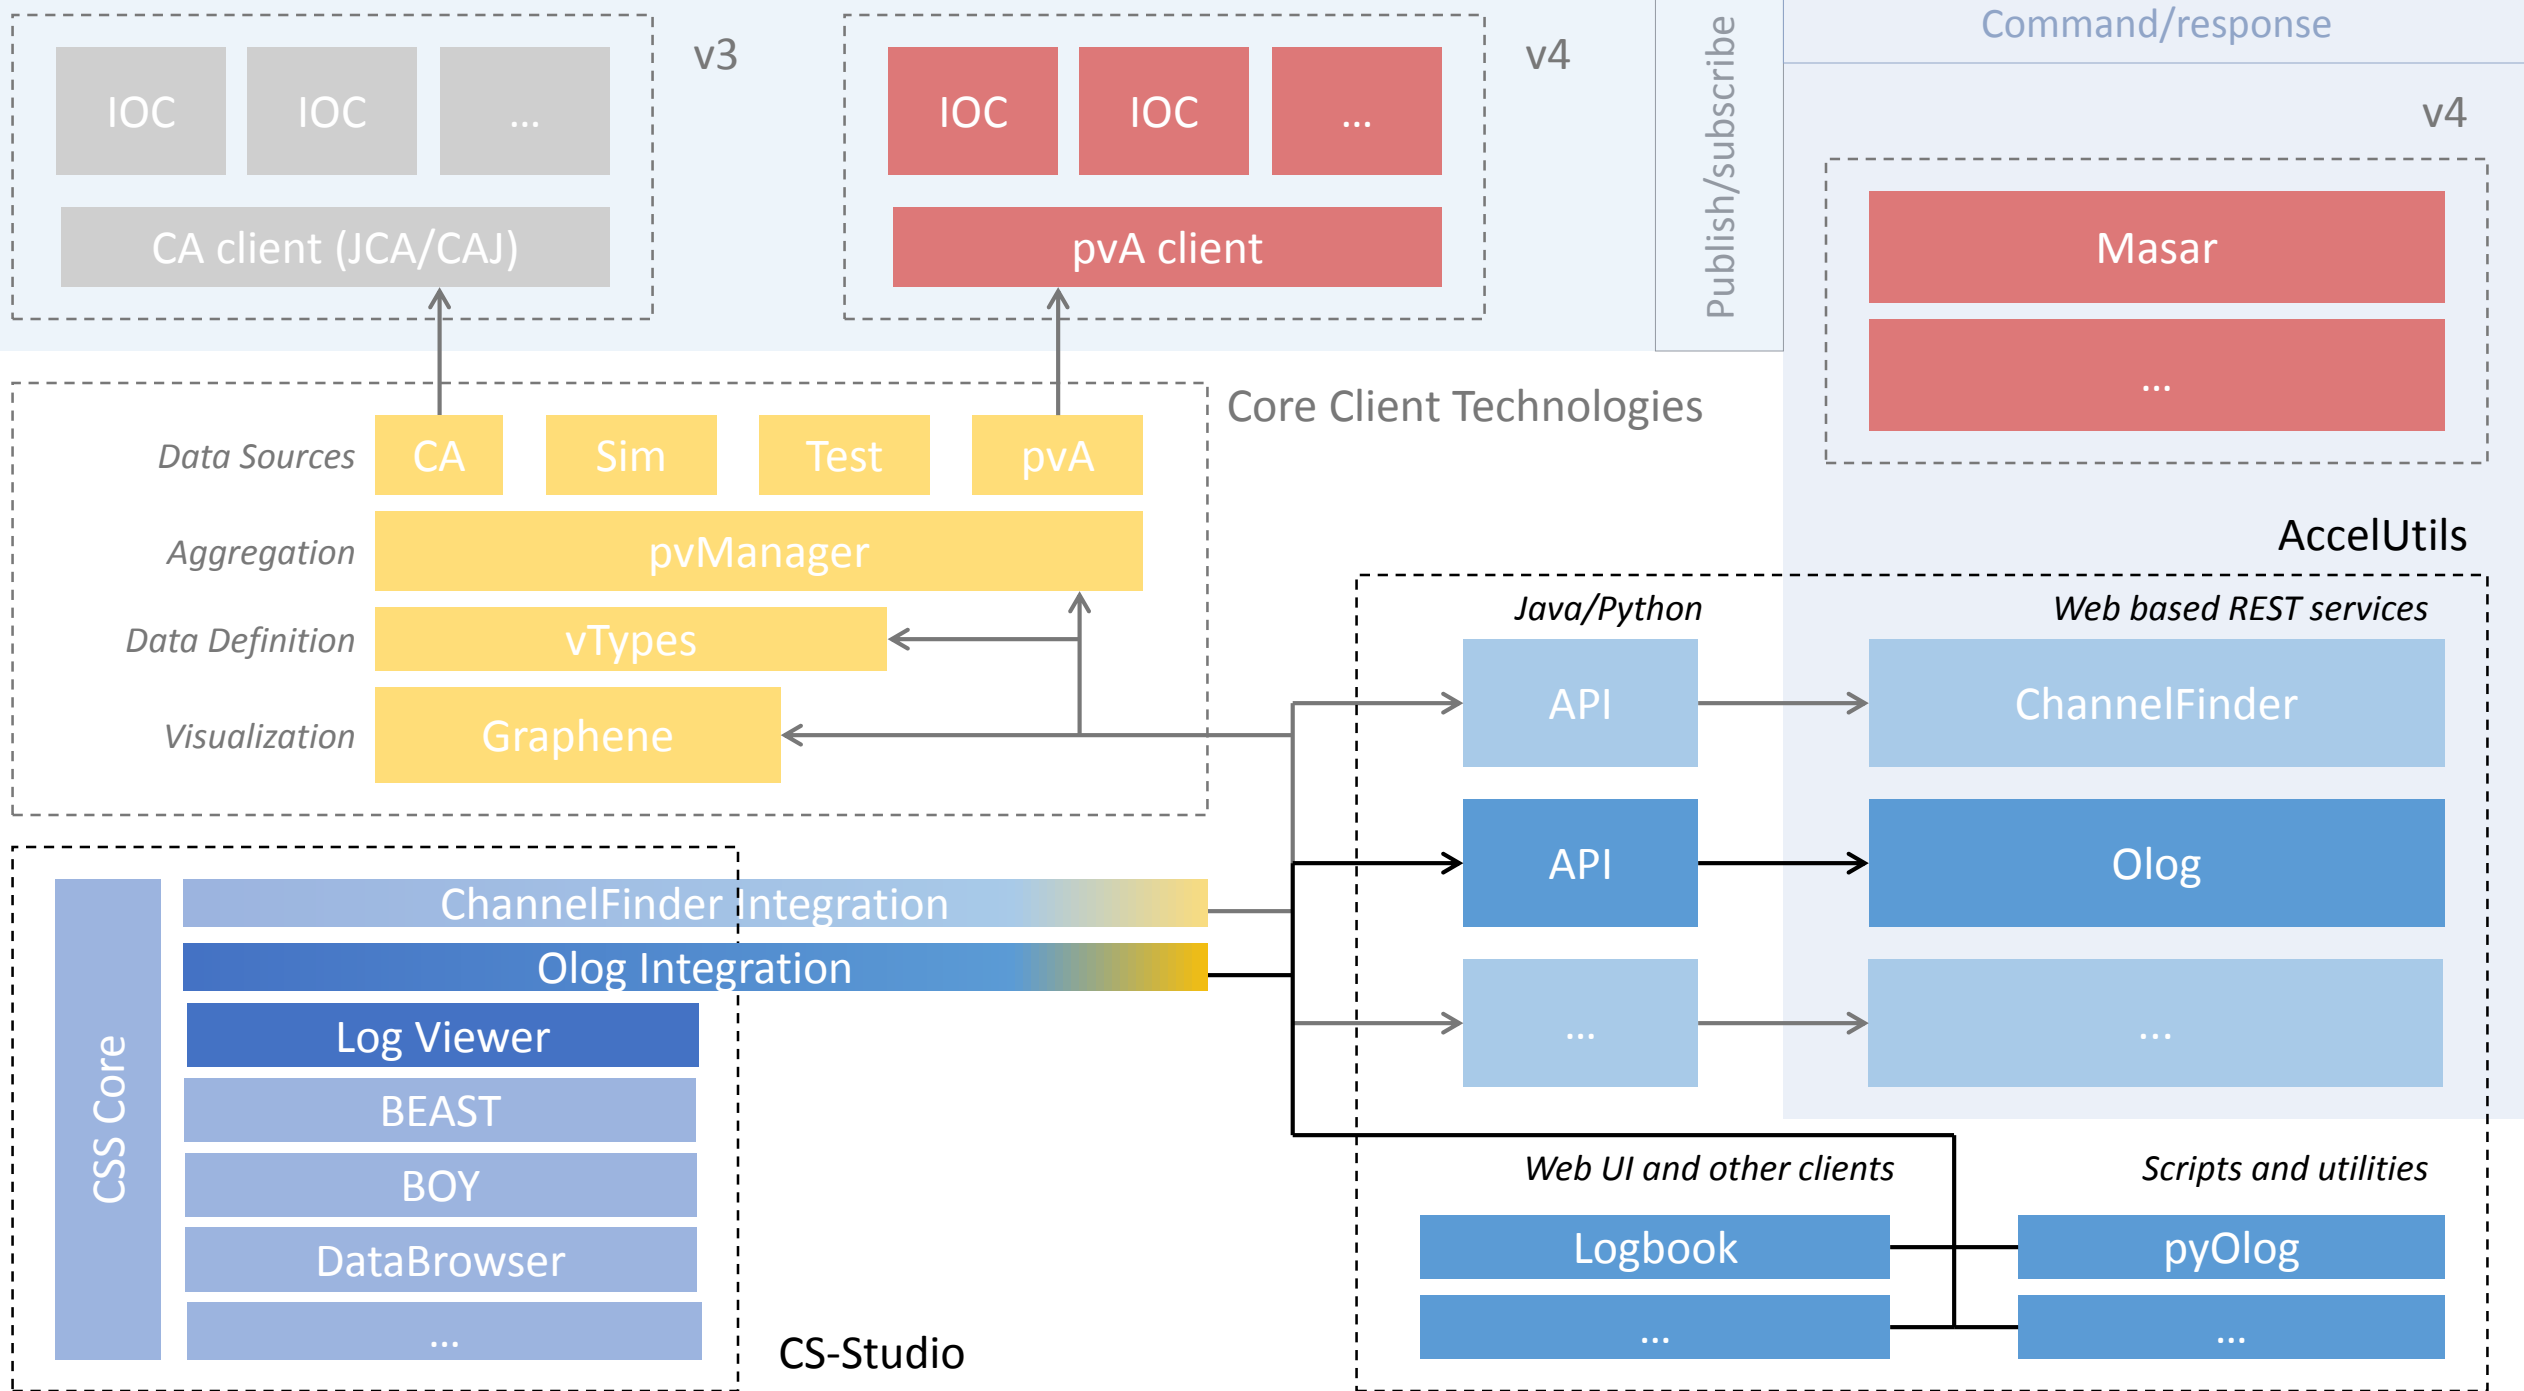 v3
IOC
IOC
...
CA client (JCA/CAJ)
v4
IOC
IOC
...
pvA client
Publish/subscribe
Command/response
v4
Masar
...
Core Client Technologies
Data Sources
CA
Sim
Test
pvA
Aggregation
pvManager
Data Definition
vTypes
Visualization
Graphene
AccelUtils
Java/Python
Web based REST services
API
ChannelFinder
API
Olog
...
...
Web UI and other clients
Scripts and utilities
Logbook
pyOlog
...
...
CSS Core
ChannelFinder Integration
Olog Integration
Log Viewer
BEAST
BOY
DataBrowser
...
CS-Studio